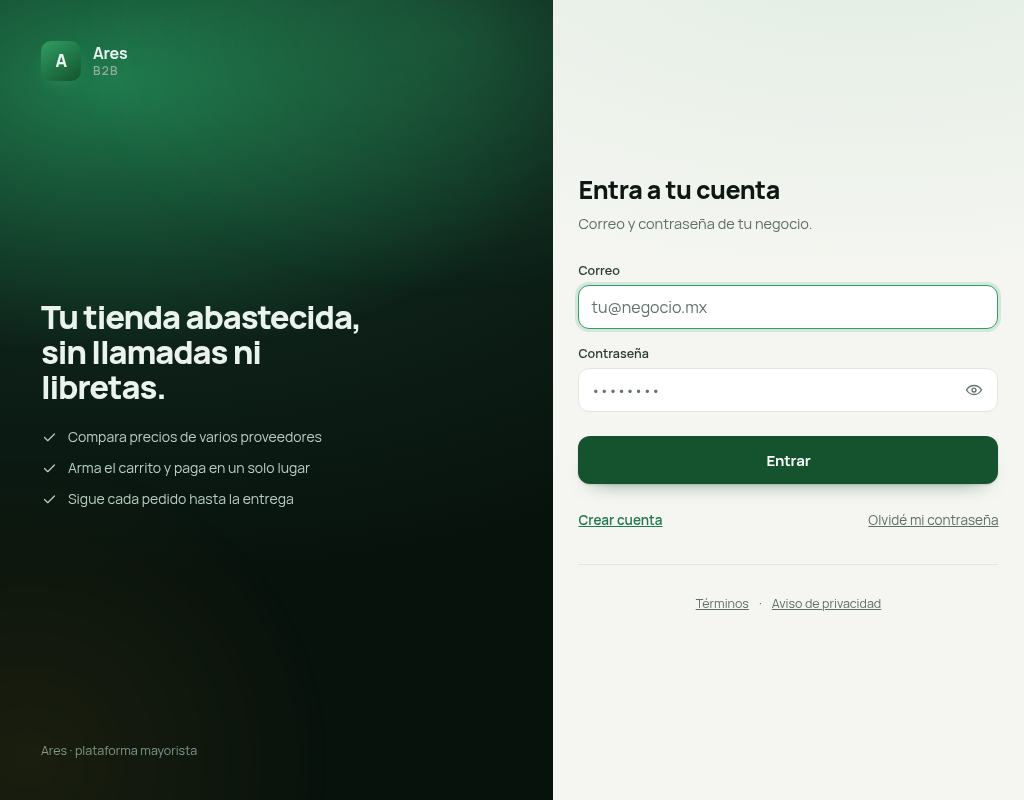 A
Ares
B2B
Tu tienda abastecida,
sin llamadas ni
libretas.
Compara precios de varios proveedores
Arma el carrito y paga en un solo lugar
Sigue cada pedido hasta la entrega
Ares · plataforma mayorista
Entra a tu cuenta
Correo y contraseña de tu negocio.
Correo
tu@negocio.mx
Contraseña
••••••••
Entrar
Crear cuenta
Olvidé mi contraseña
Términos · Aviso de privacidad